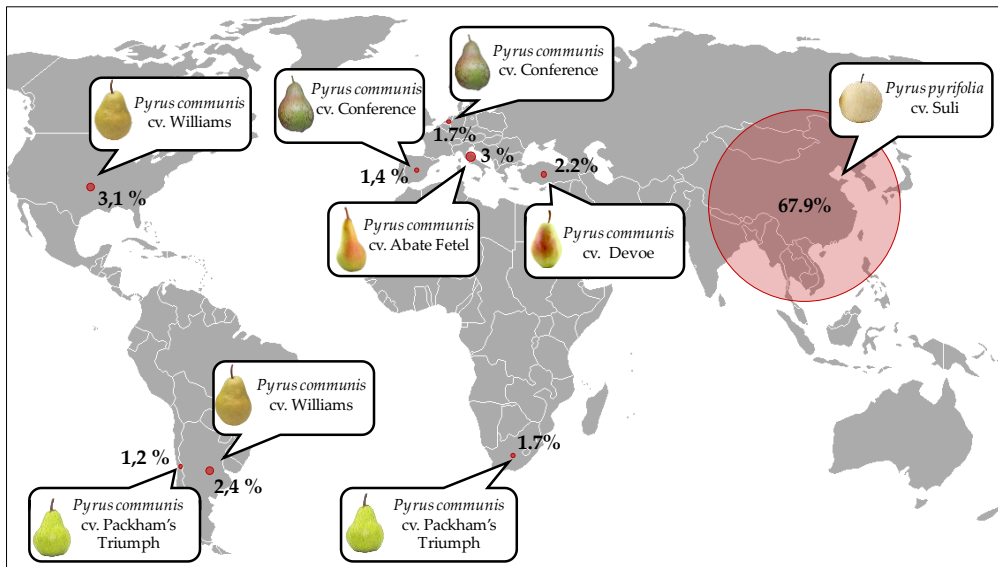 Pyrus communis
cv. Conference
Pyrus communis
cv. Williams
Pyrus communis
cv. Conference
Pyrus pyrifolia
cv. Suli
1.7%
3 %
2.2%
1,4 %
3,1 %
67.9%
Pyrus communis
cv. Abate Fetel
Pyrus communis
cv. Devoe
Pyrus communis
cv. Williams
1,2 %
2,4 %
1.7%
Pyrus communis
cv. Packham's
Triumph
Pyrus communis
cv. Packham's
Triumph